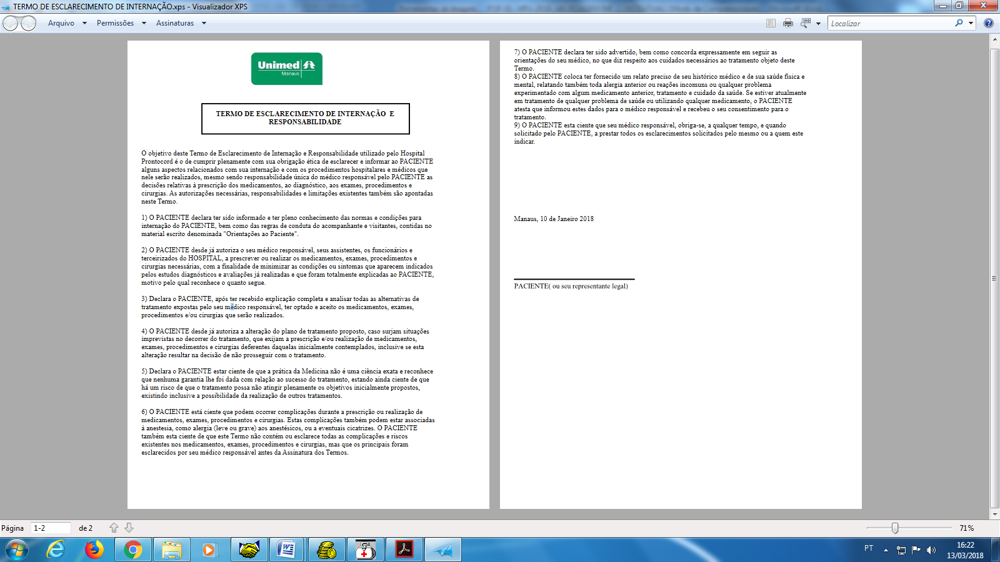 TERMO DE ESCLARECIMENTO DE INTERNAÇÃO.xps - Visualizador XPS
Arquivo Permissões Assinaturas
Localizar
Unimed
Manaus
TERMO DE ESCLARECIMENTO DE INTERNAÇÃO E
RESPONSABILIDADE
O objetivo deste Termo de Esclarecimento de Internação e Responsabilidade utilizado pelo Hospital
Prontocord é o de cumprir plenamente com sua obrigação ética de esclarecer e informar ao PACIENTE
alguns aspectos relacionados com sua internação e com os procedimentos hospitalares e médicos que
nele serão realizados, mesmo sendo responsabilidade única do médico responsável pelo PACIENTE as
decisões relativas à prescrição dos medicamentos, ao diagnóstico, aos exames, procedimentos e
cirurgias. As autorizações necessárias, responsabilidades e limitações existentes também são apontadas
neste Termo.
1) O PACIENTE declara ter sido informado e ter pleno conhecimento das normas e condições para
internação do PACIENTE, bem como das regras de conduta do acompanhante e visitantes, contidas no
material escrito denominada "Orientações ao Paciente".
2) O PACIENTE desde já autoriza o seu médico responsável, seus assistentes, os funcionários e
terceirizados do HOSPITAL, a prescrever ou realizar os medicamentos, exames, procedimentos e
cirurgias necessárias, com a finalidade de minimizar as condições ou sintomas que aparecem indicados
pelos estudos diagnósticos e avaliações já realizadas e que foram totalmente explicadas ao PACIENTE,
motivo pelo qual reconhece o quanto segue.
3) Declara o PACIENTE, após ter recebido explicação completa e analisar todas as alternativas de
tratamento expostas pelo seu médico responsável, ter optado e aceito os medicamentos, exames,
procedimentos e/ou cirurgias que serão realizados.
4) O PACIENTE desde já autoriza a alteração do plano de tratamento proposto, caso surjam situações
imprevistas no decorrer do tratamento, que exijam a prescrição e/ou realização de medicamentos,
exames, procedimentos e cirurgias deferentes daquelas inicialmente contemplados, inclusive se esta
alteração resultar na decisão de não prosseguir com o tratamento.
5) Declara o PACIENTE estar ciente de que a prática da Medicina não é uma ciência exata e reconhece
que nenhuma garantia lhe foi dada com relação ao sucesso do tratamento, estando ainda ciente de que
há um risco de que o tratamento possa não atingir plenamente os objetivos inicialmente propostos,
existindo inclusive a possibilidade da realização de outros tratamentos.
6) O PACIENTE está ciente que podem ocorrer complicações durante a prescrição ou realização de
medicamentos, exames, procedimentos e cirurgias. Estas complicações também podem estar associadas
à anestesia, como alergia (leve ou grave) aos anestésicos, ou a eventuais cicatrizes. O PACIENTE
também esta ciente de que este Termo não contém ou esclarece todas as complicações e riscos
existentes nos medicamentos, exames, procedimentos e cirurgias, mas que os principais foram
esclarecidos por seu médico responsável antes da Assinatura dos Termos.
7) O PACIENTE declara ter sido advertido, bem como concorda expressamente em seguir as
orientações do seu médico, no que diz respeito aos cuidados necessários ao tratamento objeto deste
Termo.
8) O PACIENTE coloca ter fornecido um relato preciso de seu histórico médico e de sua saúde física e
mental, relatando também toda alergia anterior ou reações incomuns ou qualquer problema
experimentado com algum medicamento anterior, tratamento e cuidado da saúde. Se estiver atualmente
em tratamento de qualquer problema de saúde ou utilizando qualquer medicamento, o PACIENTE
atesta que informou estes dados para o médico responsável e recebeu o seu consentimento para o
tratamento.
9) O PACIENTE esta ciente que seu médico responsável, obriga-se, a qualquer tempo, e quando
solicitado pelo PACIENTE, a prestar todos os esclarecimentos solicitados pelo mesmo ou a quem este
indicar.
Manaus, 10 de Janeiro 2018
PACIENTE( ou seu representante legal)
Página 1-2 de 2
71%
PT
16:22
13/03/2018